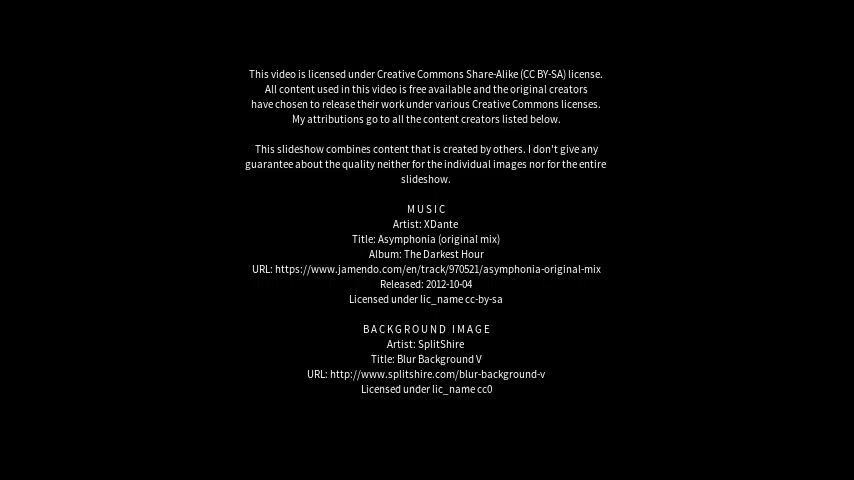 This video is licensed under Creative Commons Share-Alike (CC BY-SA) license.
All content used in this video is free available and the original creators
have chosen to release their work under various Creative Commons licenses.
My attributions go to all the content creators listed below.
This slideshow combines content that is created by others. I don't give any
guarantee about the quality neither for the individual images nor for the entire
slideshow.
MUSIC
Artist: XDante
Title: Asymphonia (original mix)
Album: The Darkest Hour
URL: https://www.jamendo.com/en/track/970521/asymphonia-original-mix
Released: 2012-10-04
Licensed under lic_name cc-by-sa
BACKGROUND IMAGE
Artist: SplitShire
Title: Blur Background V
URL: http://www.splitshire.com/blur-background-v
Licensed under lic_name cc0